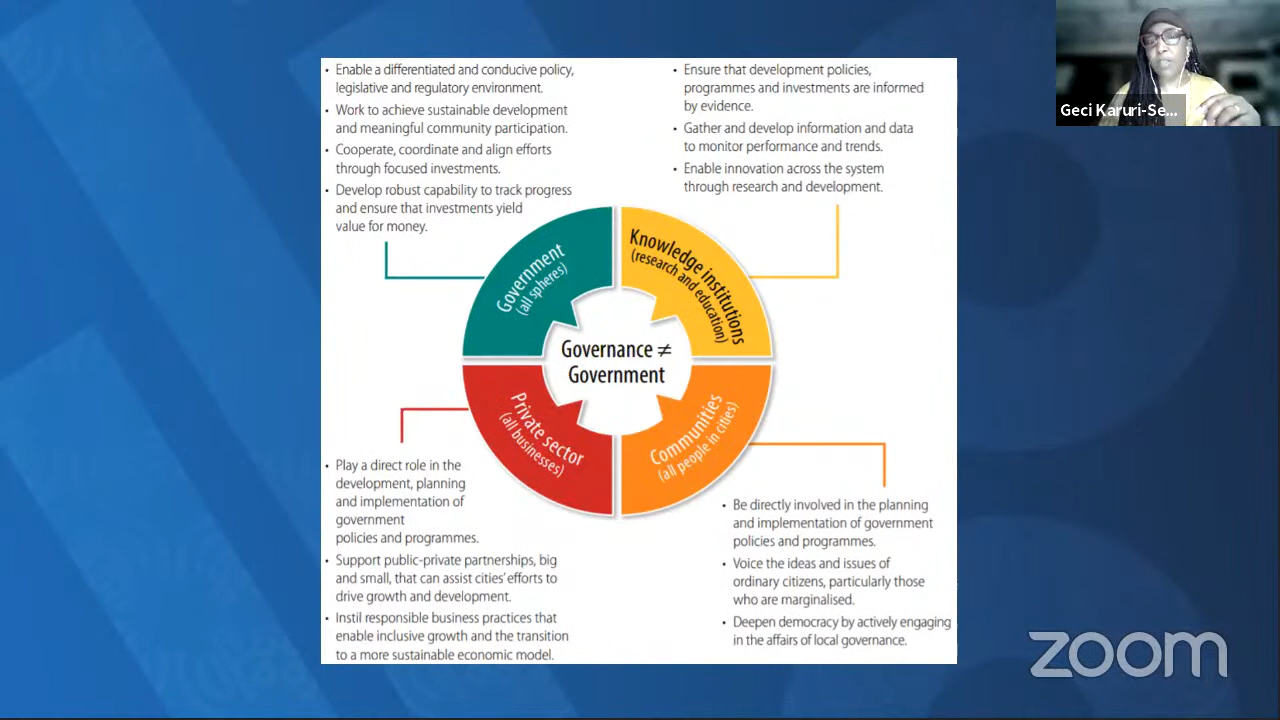 • Enable a differentiated and conducive policy,
legislative and regulatory environment.
• Work to achieve sustainable development
and meaningful community participation.
• Cooperate, coordinate and align efforts
through focused investments.
• Develop robust capability to track progress
and ensure that investments yield
value for money.
• Ensure that development policies,
programmes and investments are informed
by evidence.
• Gather and develop information and data
to monitor performance and trends.
• Enable innovation across the system
through research and development.
Geci Karuri-Se...
Government
(all spheres)
Knowledge institutions
(research and education)
Governance ≠
Government
Private sector
(all businesses)
Communities
(all people in cities)
• Play a direct role in the
development, planning
and implementation of
government
policies and programmes.
• Support public-private partnerships, big
and small, that can assist cities' efforts to
drive growth and development.
• Instil responsible business practices that
enable inclusive growth and the transition
to a more sustainable economic model.
• Be directly involved in the planning
and implementation of government
policies and programmes.
• Voice the ideas and issues of
ordinary citizens, particularly those
who are marginalised.
• Deepen democracy by actively engaging
in the affairs of local governance.
zoom